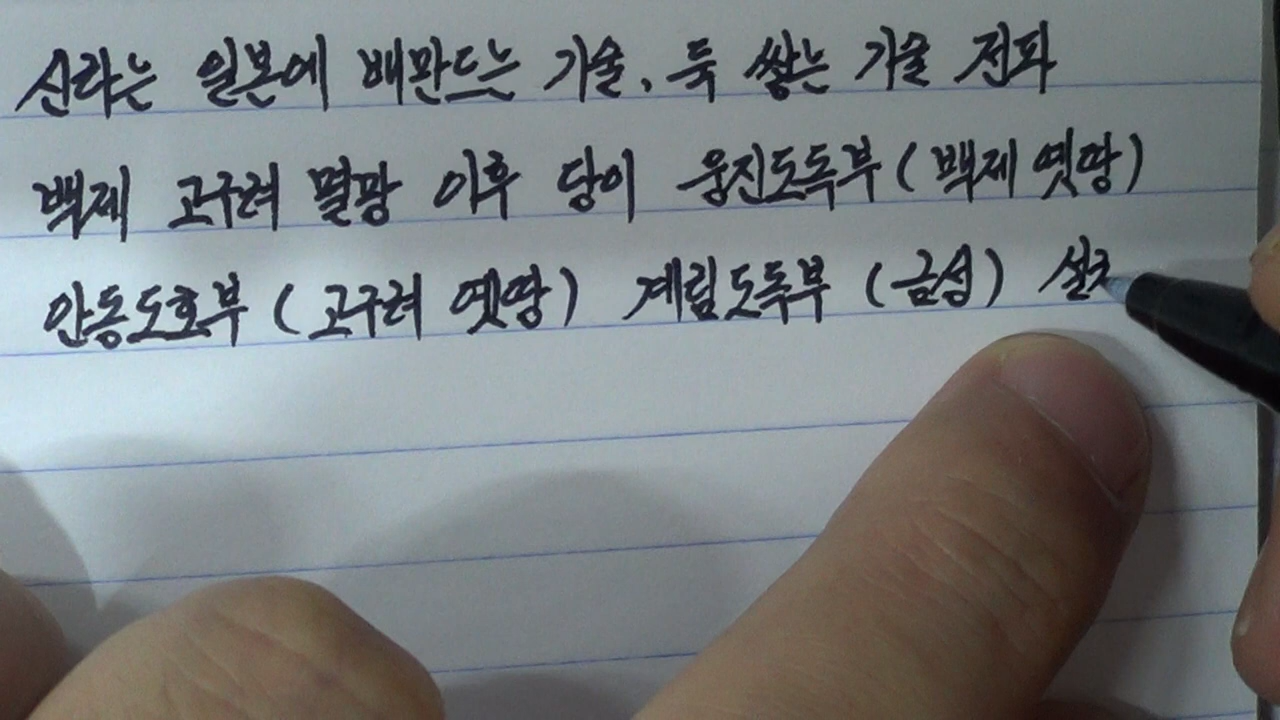 신라는 일본에 배만드는 기술, 둑 쌓는 기술 전파
백제 고구려 멸망 이후 당이 웅진도독부 (백제 옛땅)
안동도호부 (고구려 옛땅) 계림도독부 (금성) 설치